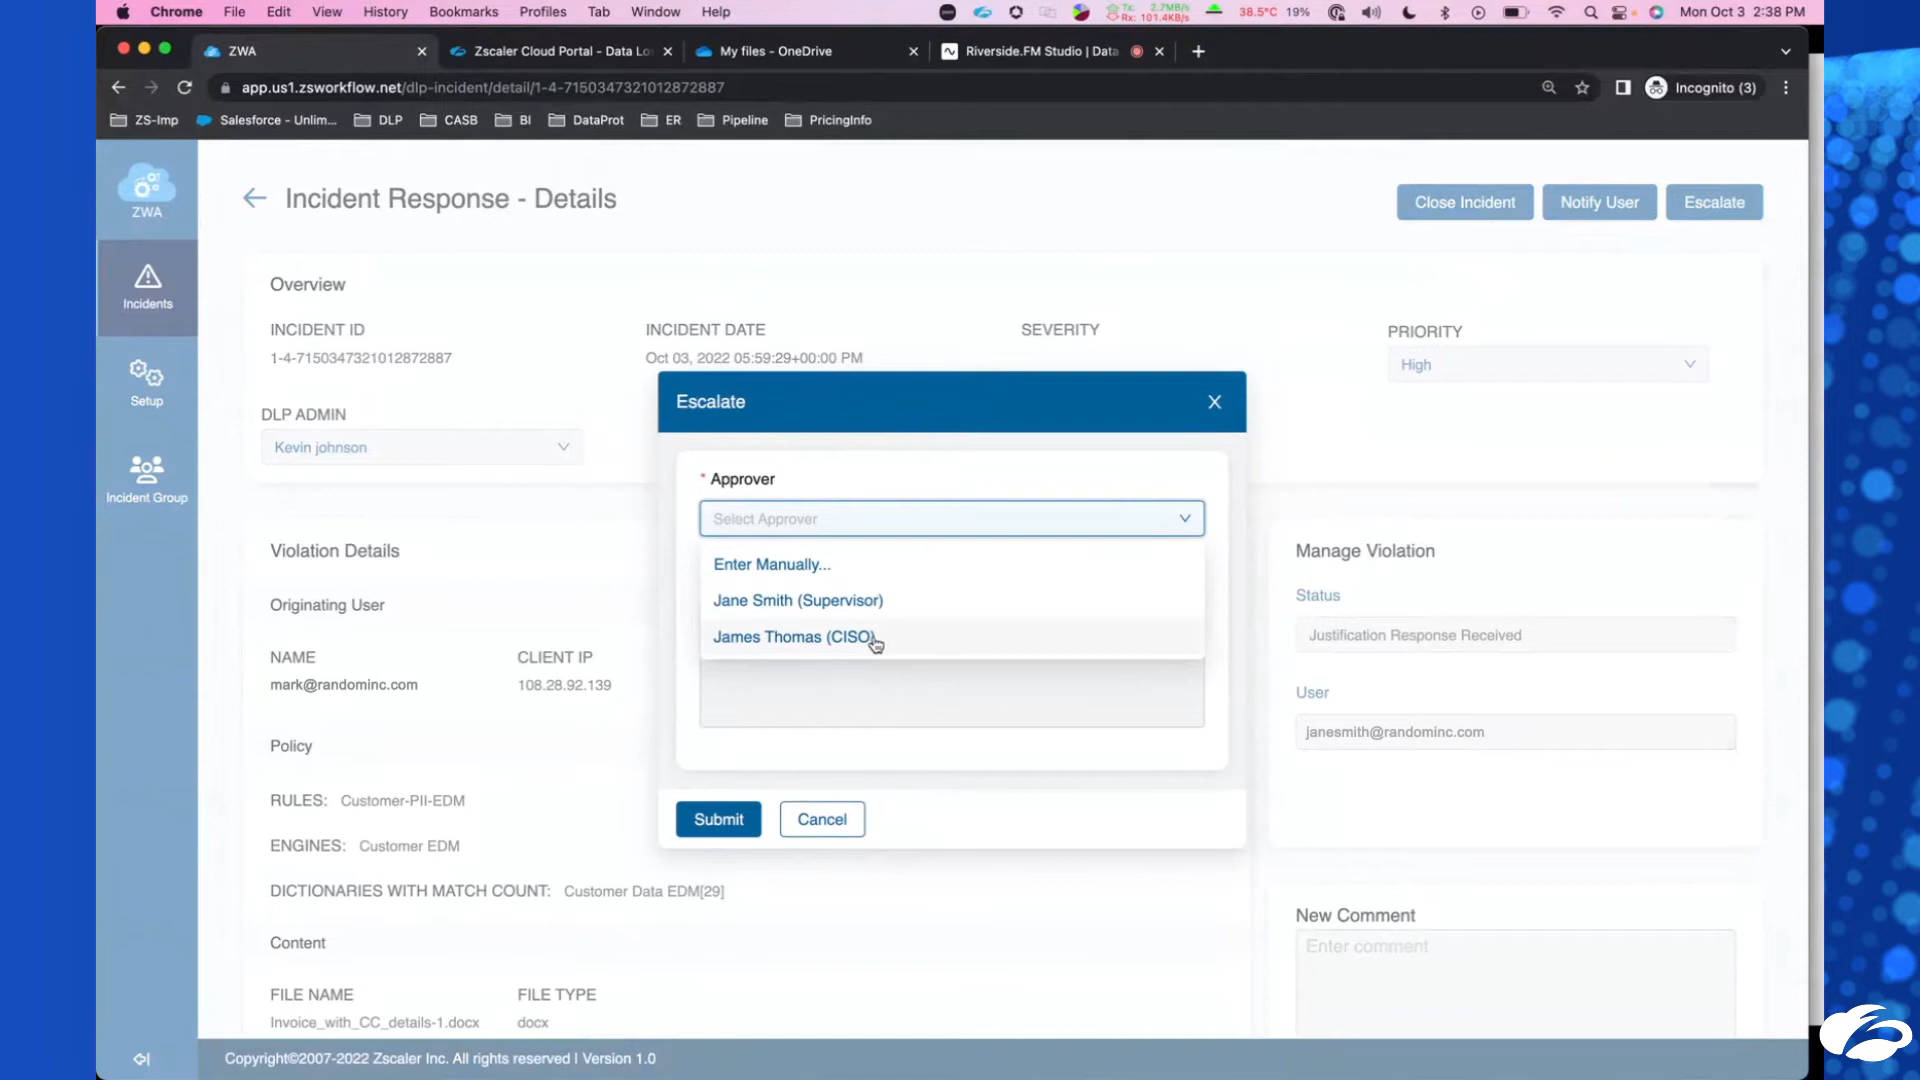 Chrome File Edit View History Bookmarks Profiles Tab Window Help
Tx: 2.7MB/s
Rx: 101.4KB/s
38.5°C 19%
Mon Oct 3 2:38 PM
ZWA
Zscaler Cloud Portal - Data Lo
My files - OneDrive
Riverside.FM Studio | Data
app.us1.zsworkflow.net/dlp-incident/detail/1-4-7150347321012872887
Incognito (3)
ZS-Imp
Salesforce - Unlim...
DLP
CASB
BI
DataProt
ER
Pipeline
PricingInfo
ZWA
Incidents
Setup
Incident Group
Incident Response - Details
Close Incident
Notify User
Escalate
Overview
INCIDENT ID
1-4-7150347321012872887
INCIDENT DATE
Oct 03, 2022 05:59:29+00:00 PM
SEVERITY
PRIORITY
High
DLP ADMIN
Kevin johnson
Escalate
* Approver
Select Approver
Enter Manually...
Jane Smith (Supervisor)
James Thomas (CISO)
Submit
Cancel
Violation Details
Originating User
NAME
mark@randominc.com
CLIENT IP
108.28.92.139
Policy
RULES: Customer-PII-EDM
ENGINES: Customer EDM
DICTIONARIES WITH MATCH COUNT: Customer Data EDM[29]
Content
FILE NAME
Invoice_with_CC_details-1.docx
FILE TYPE
docx
Manage Violation
Status
Justification Response Received
User
janesmith@randominc.com
New Comment
Enter comment
Copyright©2007-2022 Zscaler Inc. All rights reserved | Version 1.0